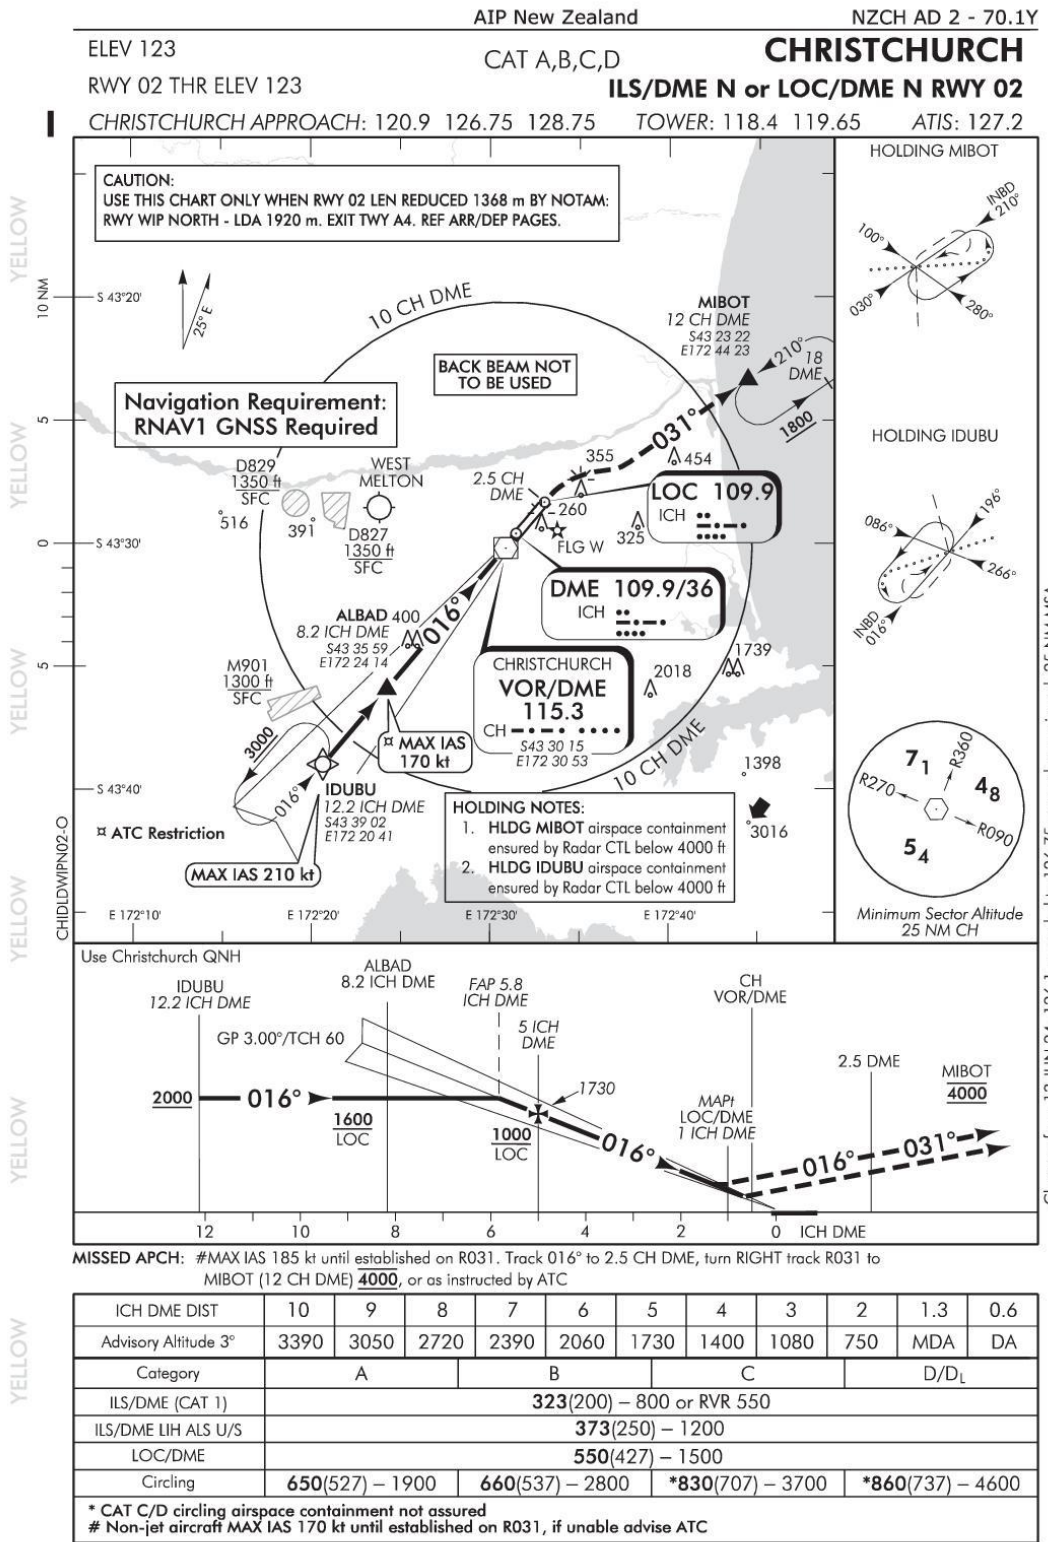 AIP New Zealand
NZCH AD 2 - 70.1Y
ELEV 123
CAT A,B,C,D
CHRISTCHURCH
RWY 02 THR ELEV 123
ILS/DME N or LOC/DME N RWY 02
CHRISTCHURCH APPROACH: 120.9 126.75 128.75 TOWER: 118.4 119.65 ATIS: 127.2
CAUTION:
USE THIS CHART ONLY WHEN RWY 02 LEN REDUCED 1368 m BY NOTAM:
RWY WIP NORTH - LDA 1920 m. EXIT TWY A4. REF ARR/DEP PAGES.
HOLDING MIBOT
INBD
210°
100°
030°
280°
YELLOW
10 NM
S 43°20'
25° E
10 CH DME
MIBOT
12 CH DME
S43 23 22
E172 44 23
210°
18
DME
1800
BACK BEAM NOT
TO BE USED
Navigation Requirement:
RNAV1 GNSS Required
5
031°
HOLDING IDUBU
196°
086°
266°
INBD
016°
YELLOW
D829
1350 ft
SFC
WEST
MELTON
516
391
D827
1350 ft
SFC
2.5 CH
DME
355
454
260
325
FLG W
LOC 109.9
ICH
0
S 43°30'
DME 109.9/36
ICH
ALBAD
8.2 ICH DME
S43 35 59
E172 24 14
400
016°
CHRISTCHURCH
VOR/DME
115.3
CH
S43 30 15
E172 30 53
2018
1739
YELLOW
5
M901
1300 ft
SFC
3000
016°
¤ MAX IAS
170 kt
10 CH DME
1398
3016
S 43°40'
IDUBU
12.2 ICH DME
S43 39 02
E172 20 41
¤ ATC Restriction
MAX IAS 210 kt
HOLDING NOTES:
1. HLDG MIBOT airspace containment
ensured by Radar CTL below 4000 ft
2. HLDG IDUBU airspace containment
ensured by Radar CTL below 4000 ft
71
48
54
R360
R270
R090
Minimum Sector Altitude
25 NM CH
CHIDLDWIPN02-O
YELLOW
E 172°10'
E 172°20'
E 172°30'
E 172°40'
Use Christchurch QNH
IDUBU
12.2 ICH DME
ALBAD
8.2 ICH DME
FAP 5.8
ICH DME
5 ICH
DME
CH
VOR/DME
GP 3.00°/TCH 60
1730
2.5 DME
MIBOT
4000
2000
016°
1600
LOC
1000
LOC
016°
MAPt
LOC/DME
1 ICH DME
016°
031°
YELLOW
12 10 8 6 4 2 0 ICH DME
MISSED APCH: #MAX IAS 185 kt until established on R031. Track 016° to 2.5 CH DME, turn RIGHT track R031 to
MIBOT (12 CH DME) 4000, or as instructed by ATC
YELLOW
ICH DME DIST 10 9 8 7 6 5 4 3 2 1.3 0.6
Advisory Altitude 3° 3390 3050 2720 2390 2060 1730 1400 1080 750 MDA DA
Category A B C D/DL
ILS/DME (CAT 1) 323(200) – 800 or RVR 550
ILS/DME LIH ALS U/S 373(250) – 1200
LOC/DME 550(427) – 1500
Circling 650(527) – 1900 660(537) – 2800 *830(707) – 3700 *860(737) – 4600
* CAT C/D circling airspace containment not assured
# Non-jet aircraft MAX IAS 170 kt until established on R031, if unable advise ATC